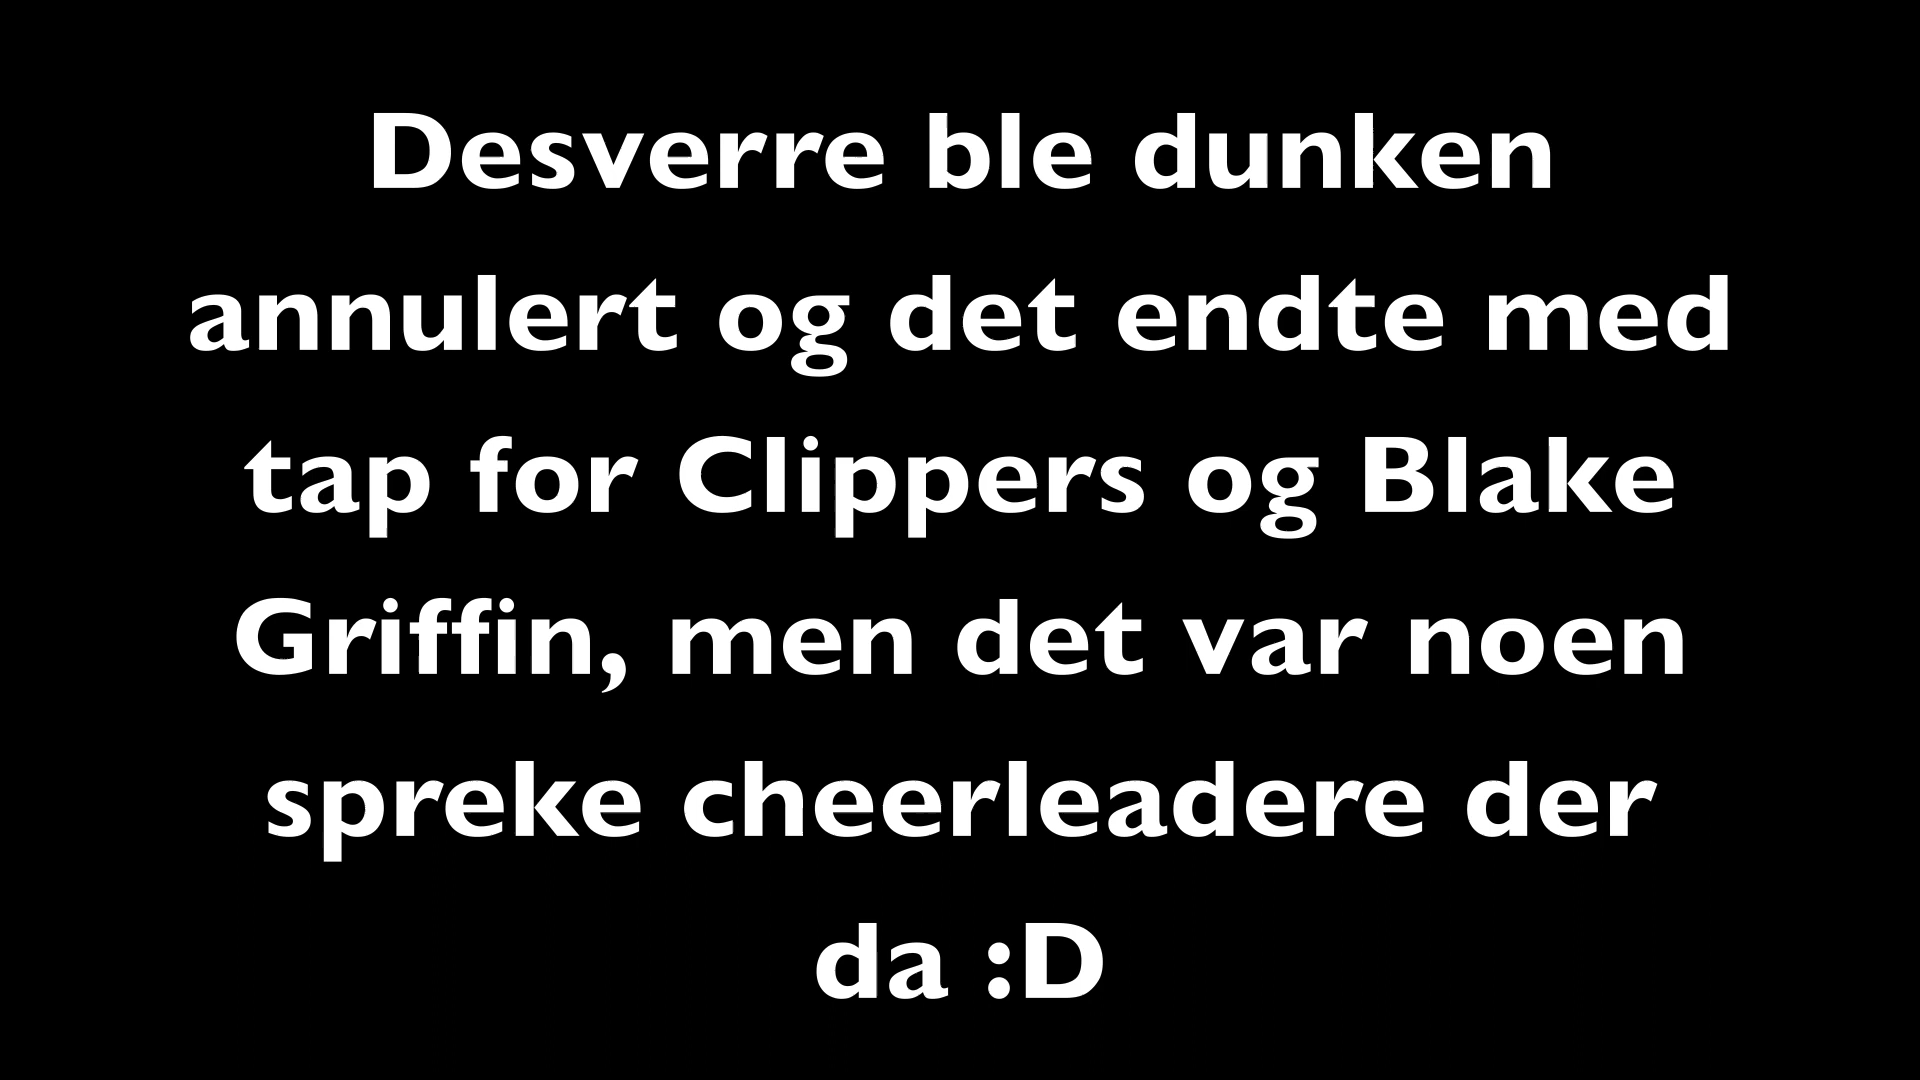 Desverre ble dunken
annulert og det endte med
tap for Clippers og Blake
Griffin, men det var noen
spreke cheerleadere der
da :D